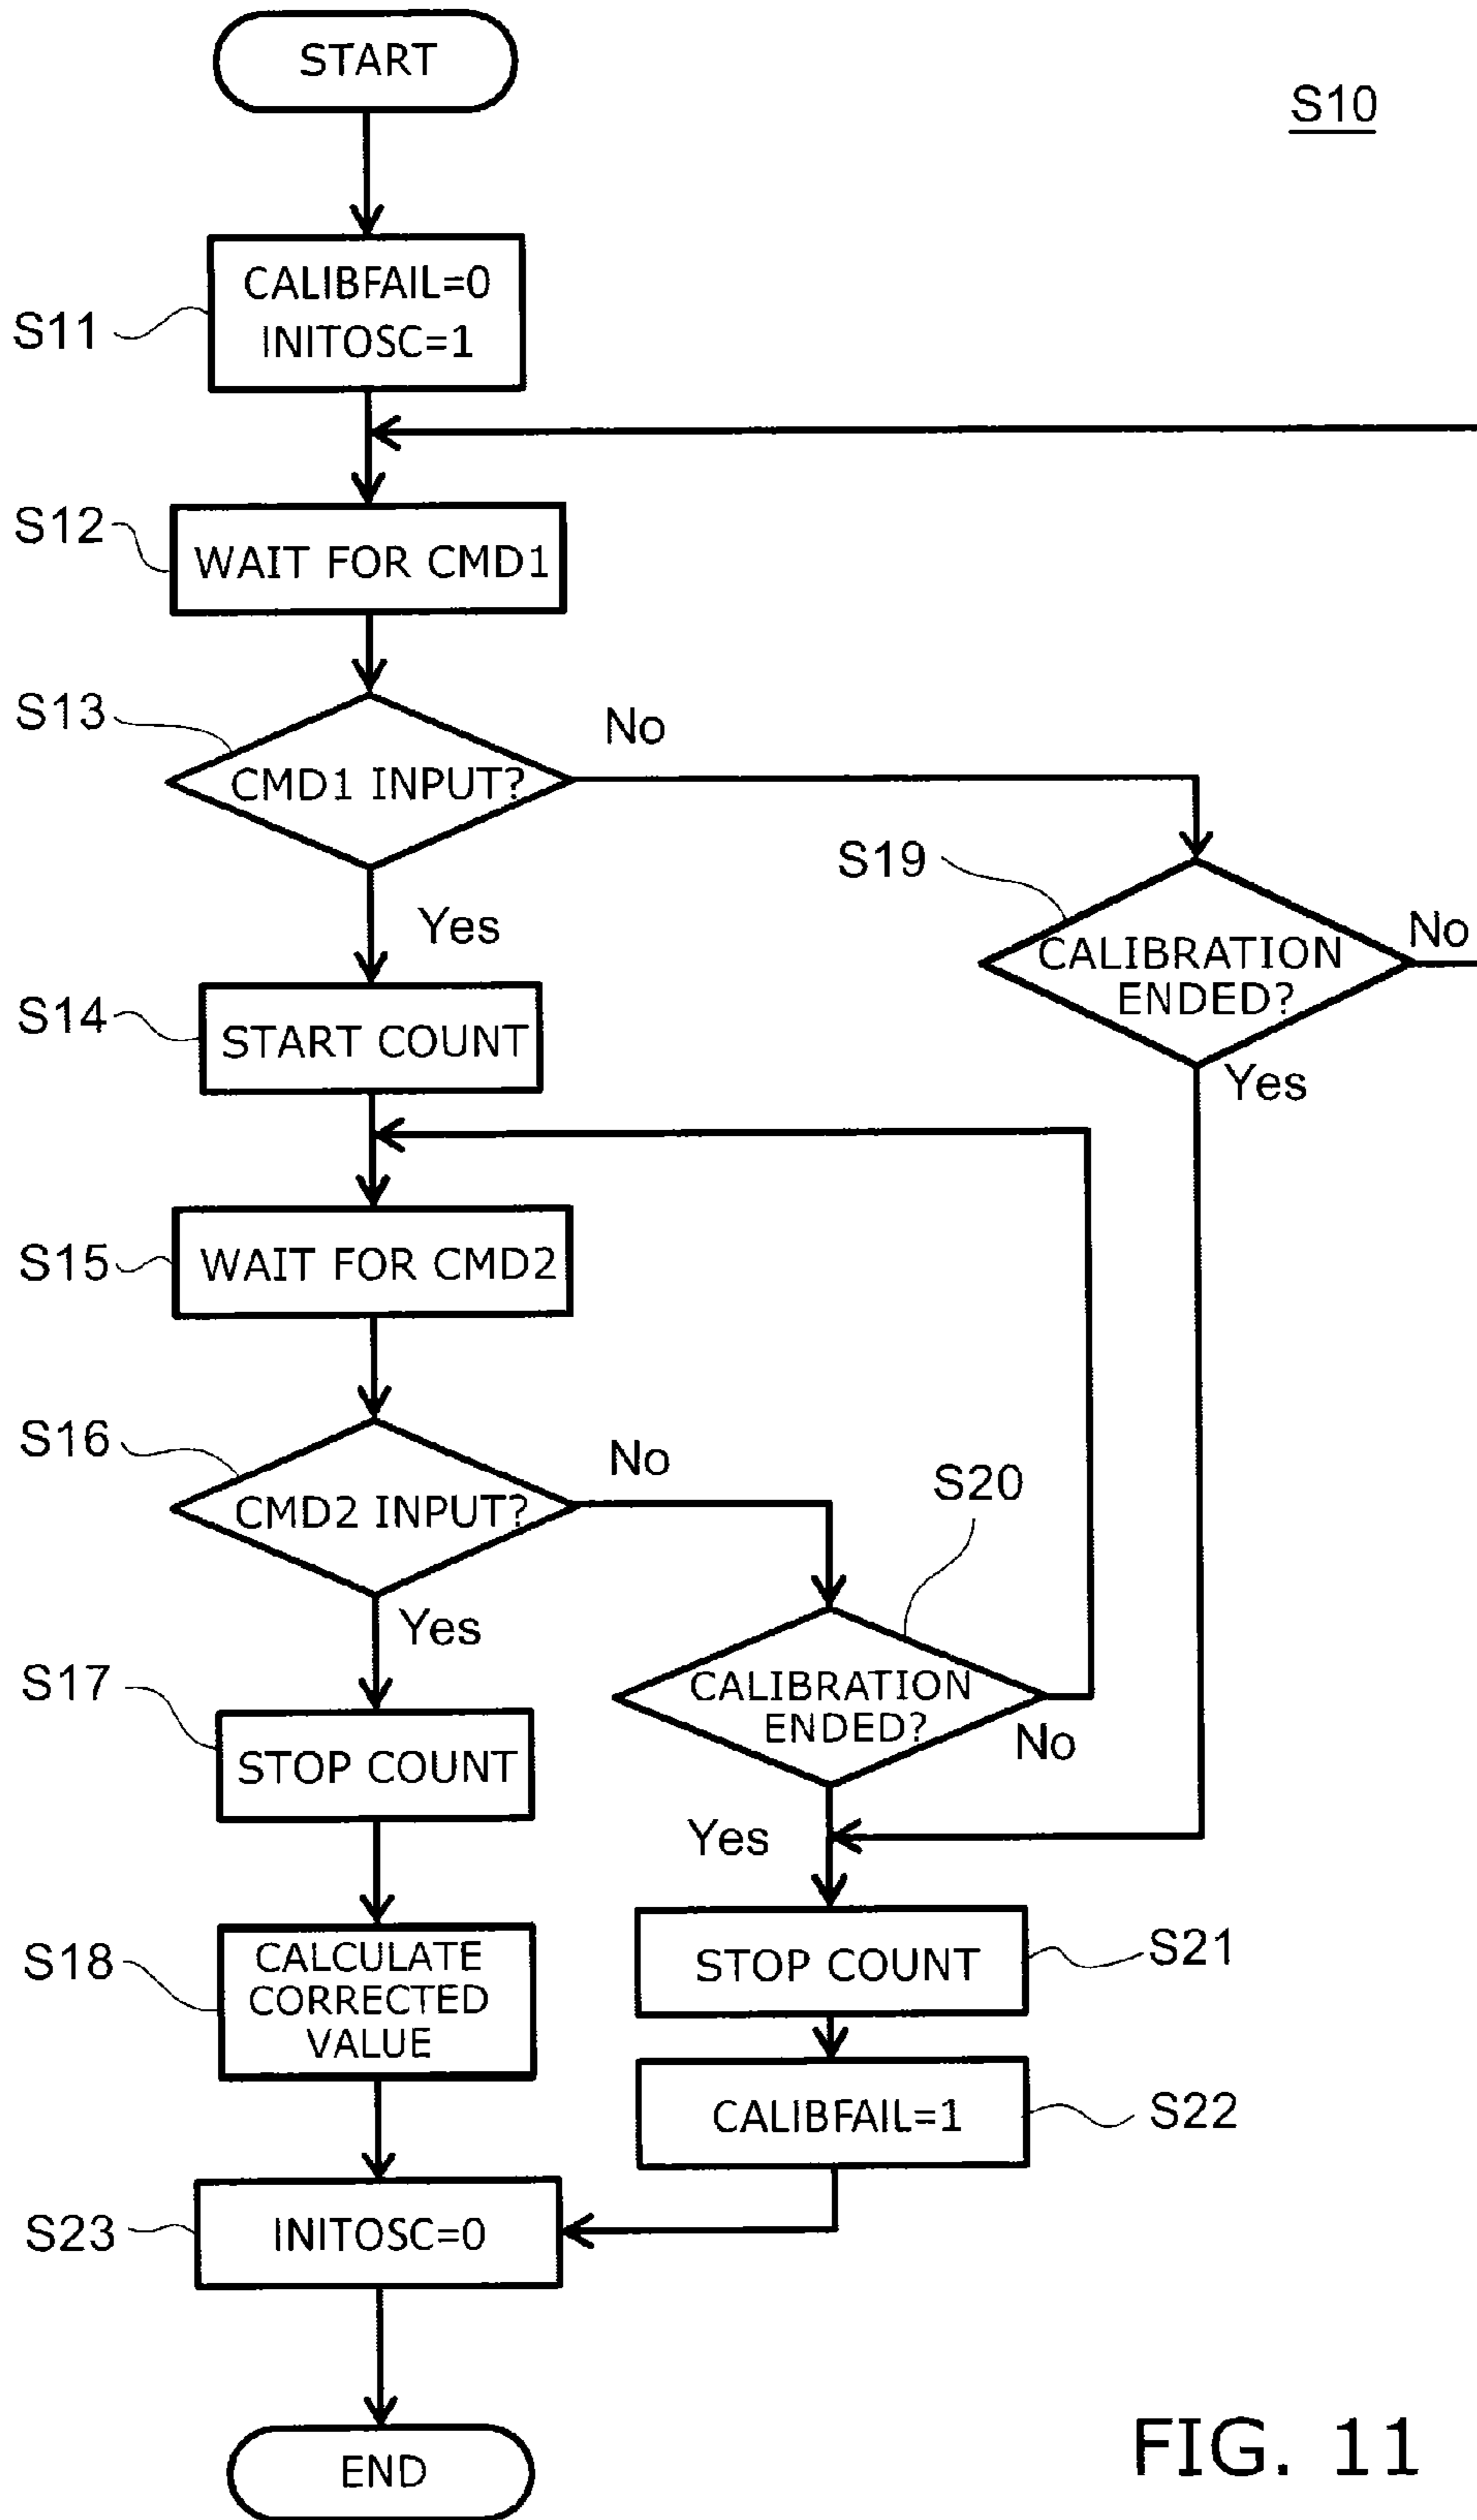 START
S10
S11
CALIBFAIL=0
INITOSC=1
S12
WAIT FOR CMD1
S13
CMD1 INPUT?
No
Yes
S19
CALIBRATION
ENDED?
No
Yes
S14
START COUNT
S15
WAIT FOR CMD2
S16
CMD2 INPUT?
No
Yes
S20
CALIBRATION
ENDED?
No
Yes
S17
STOP COUNT
S18
CALCULATE
CORRECTED
VALUE
STOP COUNT
S21
CALIBFAIL=1
S22
S23
INITOSC=0
END
FIG. 11